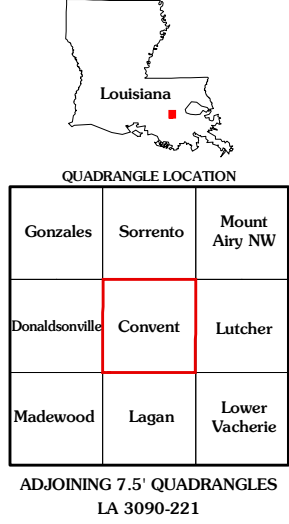 Louisiana
QUADRANGLE LOCATION
Gonzales
Sorrento
Mount
Airy NW
Donaldsonville
Convent
Lutcher
Madewood
Lagan
Lower
Vacherie
ADJOINING 7.5' QUADRANGLES
LA 3090-221